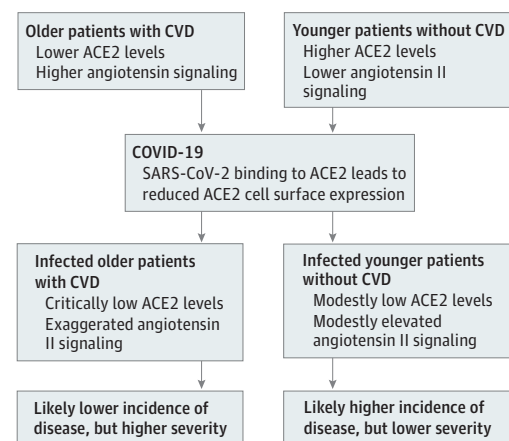 Older patients with CVD
Lower ACE2 levels
Higher angiotensin signaling
Younger patients without CVD
Higher ACE2 levels
Lower angiotensin II
signaling
COVID-19
SARS-CoV-2 binding to ACE2 leads to
reduced ACE2 cell surface expression
Infected older patients
with CVD
Critically low ACE2 levels
Exaggerated angiotensin
II signaling
Infected younger patients
without CVD
Modestly low ACE2 levels
Modestly elevated
angiotensin II signaling
Likely lower incidence of
disease, but higher severity
Likely higher incidence of
disease, but lower severity